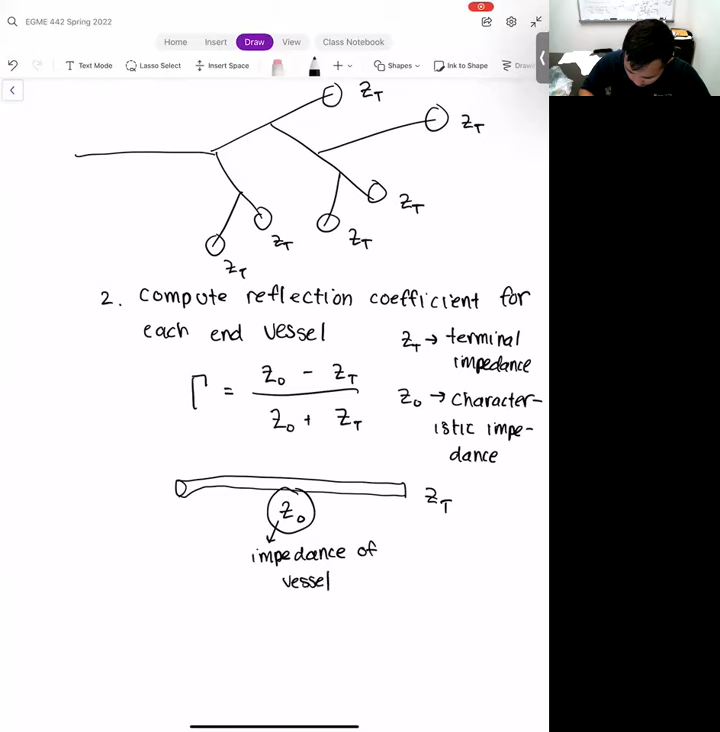 EGME 442 Spring 2022
Home Insert Draw View Class Notebook
Text Mode Lasso Select Insert Space Shapes Ink to Shape
Z_T
Z_T
Z_T
Z_T
Z_T
Z_T
2. Compute reflection coefficient for
each end vessel
Z_T → terminal
impedance
Γ = Z_0 - Z_T
Z_0 + Z_T
Z_0 → Character-
istic impe-
dance
Z_T
Z_0
impedance of
vessel